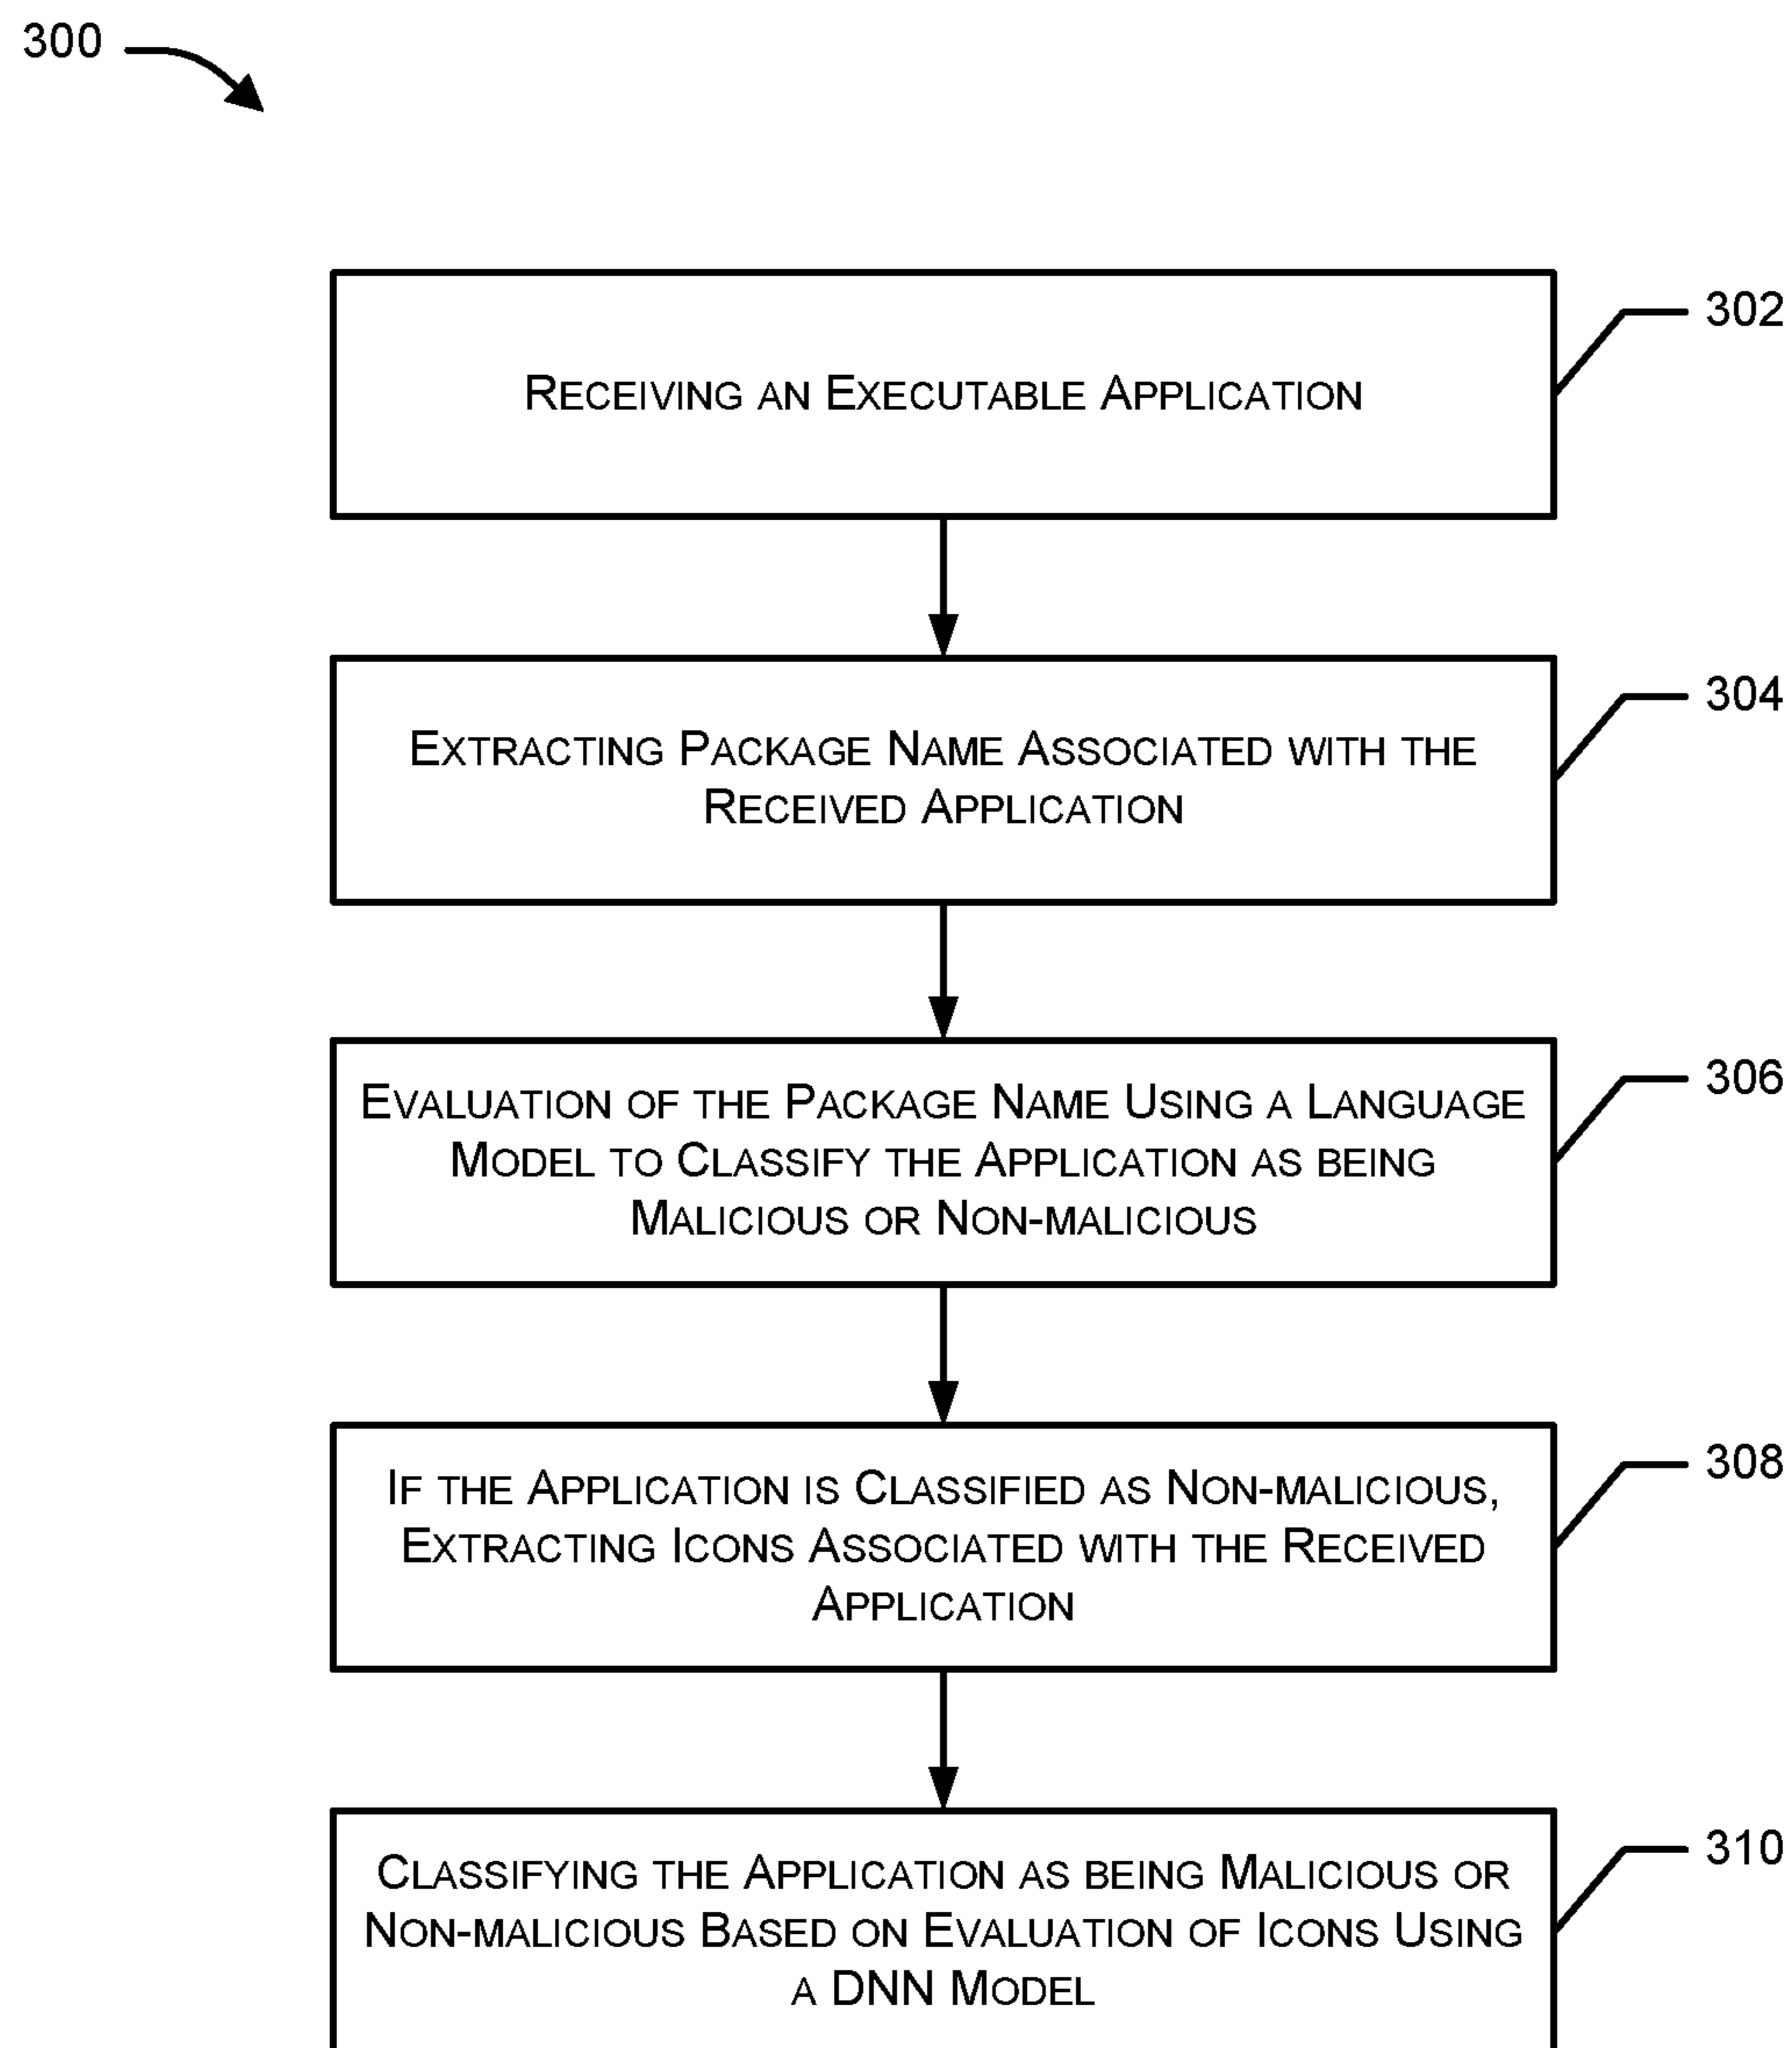 300
302
RECEIVING AN EXECUTABLE APPLICATION
304
EXTRACTING PACKAGE NAME ASSOCIATED WITH THE
RECEIVED APPLICATION
306
EVALUATION OF THE PACKAGE NAME USING A LANGUAGE
MODEL TO CLASSIFY THE APPLICATION AS BEING
MALICIOUS OR NON-MALICIOUS
308
IF THE APPLICATION IS CLASSIFIED AS NON-MALICIOUS,
EXTRACTING ICONS ASSOCIATED WITH THE RECEIVED
APPLICATION
310
CLASSIFYING THE APPLICATION AS BEING MALICIOUS OR
NON-MALICIOUS BASED ON EVALUATION OF ICONS USING
A DNN MODEL